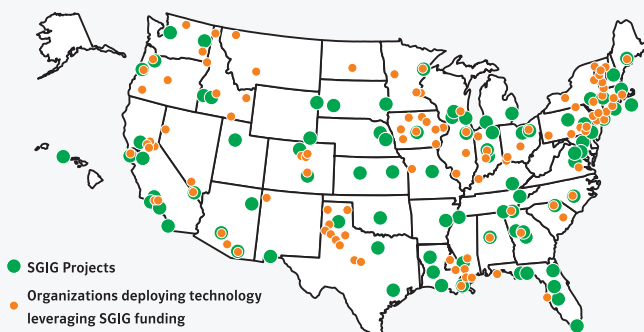 SGIG Projects
Organizations deploying technology
leveraging SGIG funding